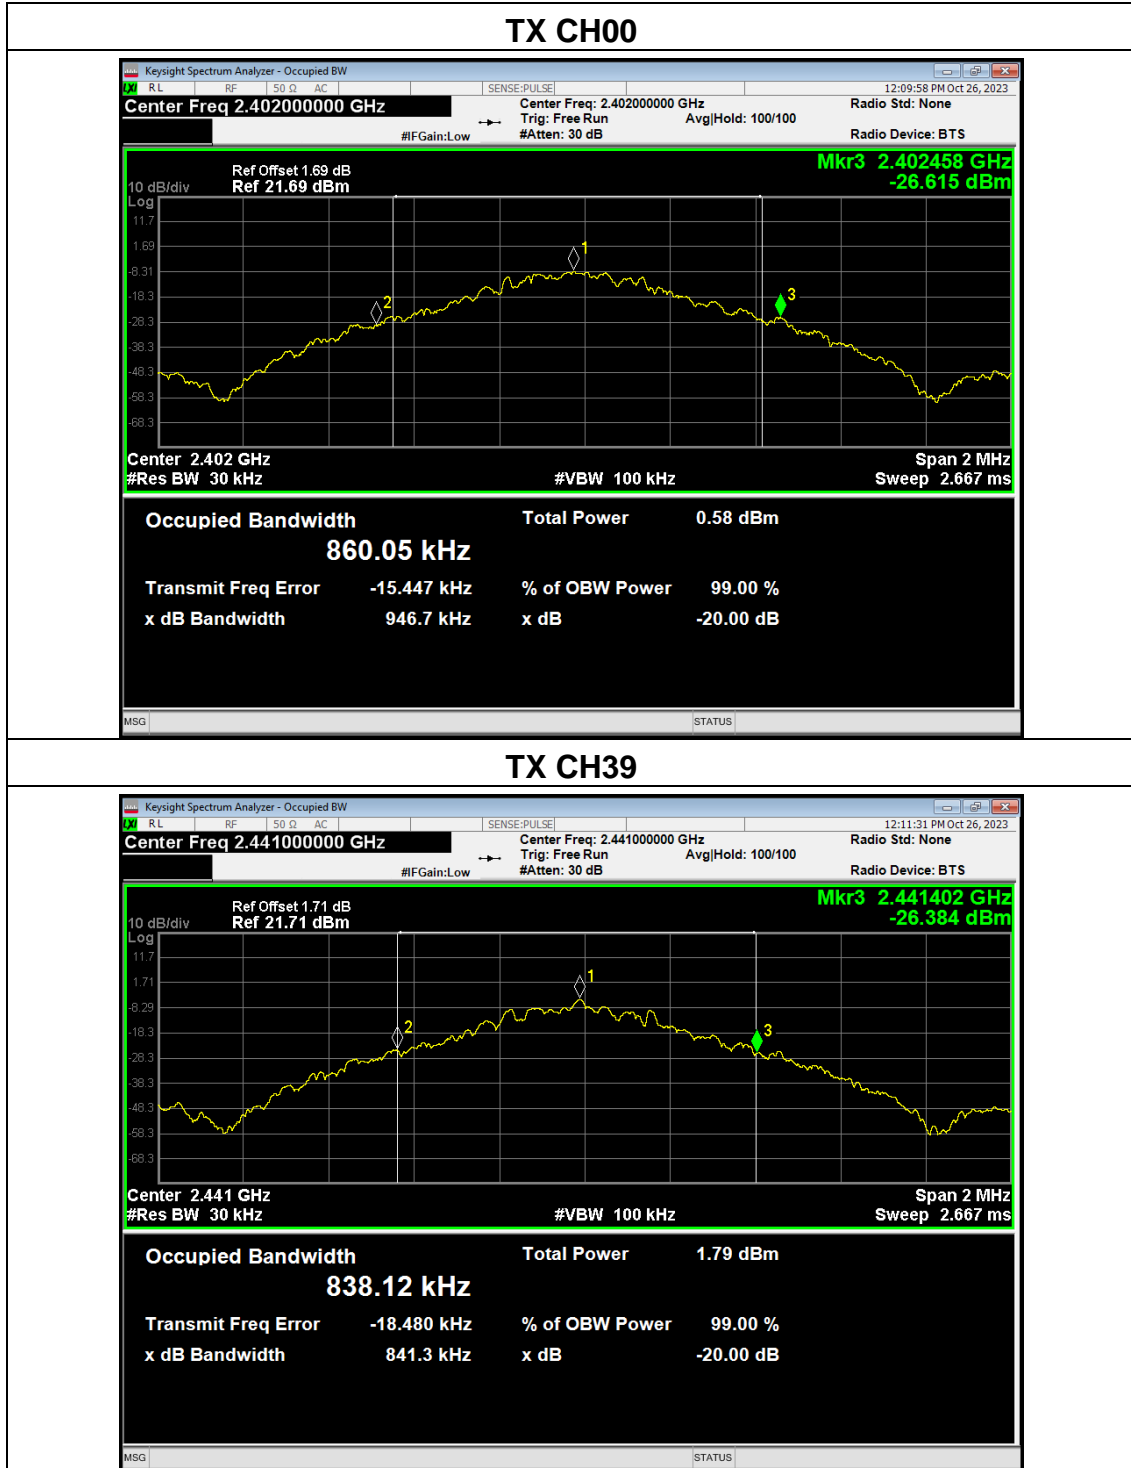 TX CH00
Keysight Spectrum Analyzer - Occupied BW
LXI RL RF 50 Ω AC SENSE:PULSE 12:09:58 PM Oct 26, 2023
Center Freq 2.402000000 GHz Center Freq: 2.402000000 GHz Radio Std: None
Trig: Free Run Avg|Hold: 100/100
#IFGain:Low #Atten: 30 dB Radio Device: BTS
Mkr3 2.402458 GHz
Ref Offset 1.69 dB
10 dB/div Ref 21.69 dBm -26.615 dBm
Log
11.7
1.69
-8.31
-18.3
-28.3
-38.3
-48.3
-58.3
-68.3
1
2
3
Center 2.402 GHz Span 2 MHz
#Res BW 30 kHz #VBW 100 kHz Sweep 2.667 ms
Occupied Bandwidth Total Power 0.58 dBm
860.05 kHz
Transmit Freq Error -15.447 kHz % of OBW Power 99.00 %
x dB Bandwidth 946.7 kHz x dB -20.00 dB
MSG STATUS
TX CH39
Keysight Spectrum Analyzer - Occupied BW
LXI RL RF 50 Ω AC SENSE:PULSE 12:11:31 PM Oct 26, 2023
Center Freq 2.441000000 GHz Center Freq: 2.441000000 GHz Radio Std: None
Trig: Free Run Avg|Hold: 100/100
#IFGain:Low #Atten: 30 dB Radio Device: BTS
Mkr3 2.441402 GHz
Ref Offset 1.71 dB
10 dB/div Ref 21.71 dBm -26.384 dBm
Log
11.7
1.71
-8.29
-18.3
-28.3
-38.3
-48.3
-58.3
-68.3
1
2
3
Center 2.441 GHz Span 2 MHz
#Res BW 30 kHz #VBW 100 kHz Sweep 2.667 ms
Occupied Bandwidth Total Power 1.79 dBm
838.12 kHz
Transmit Freq Error -18.480 kHz % of OBW Power 99.00 %
x dB Bandwidth 841.3 kHz x dB -20.00 dB
MSG STATUS